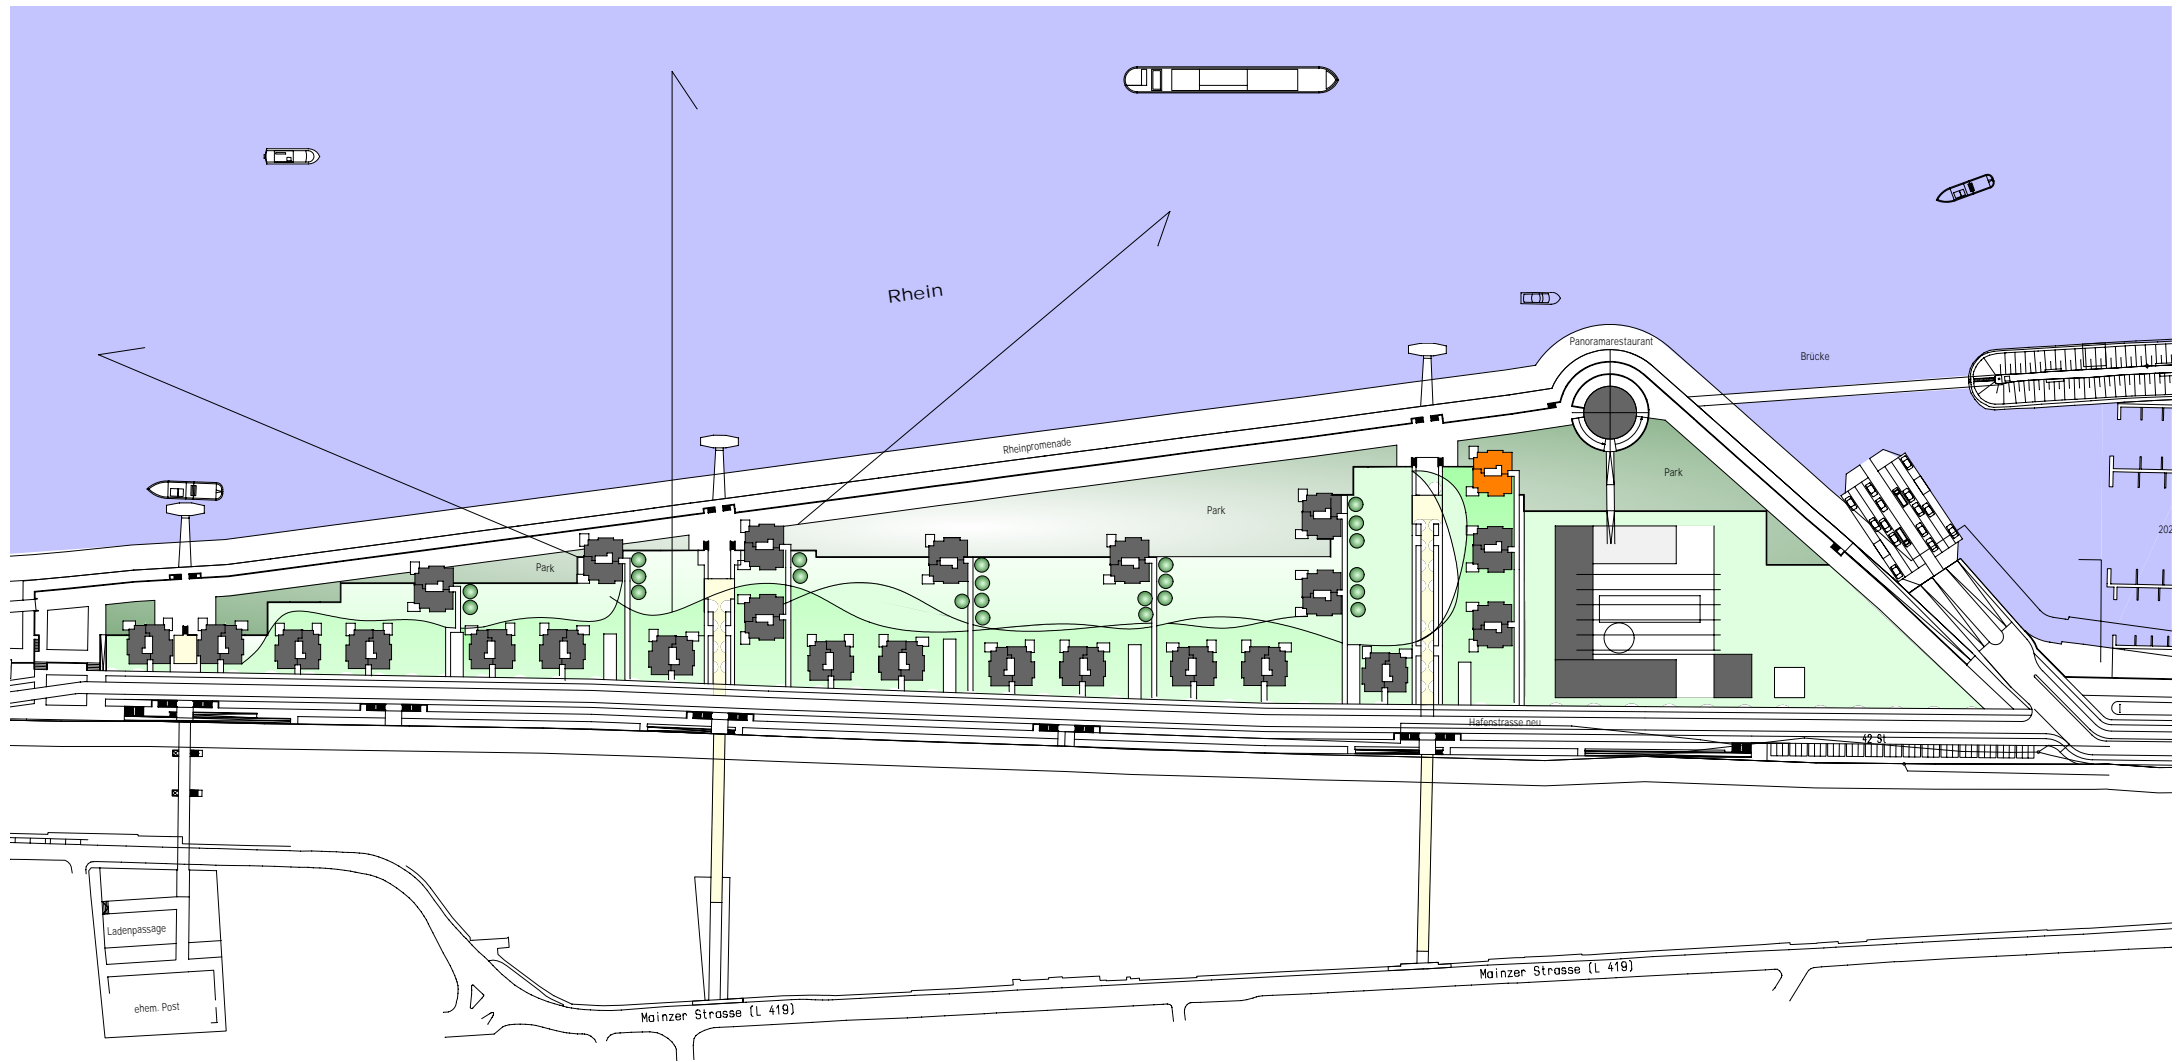 Rhein
Panoramarestaurant
Brücke
Rheinpromenade
Park
Park
Park
202
Hafenstrasse neu
42 St
Ladenpassage
ehem. Post
Mainzer Strasse (L 419)
Mainzer Strasse (L 419)